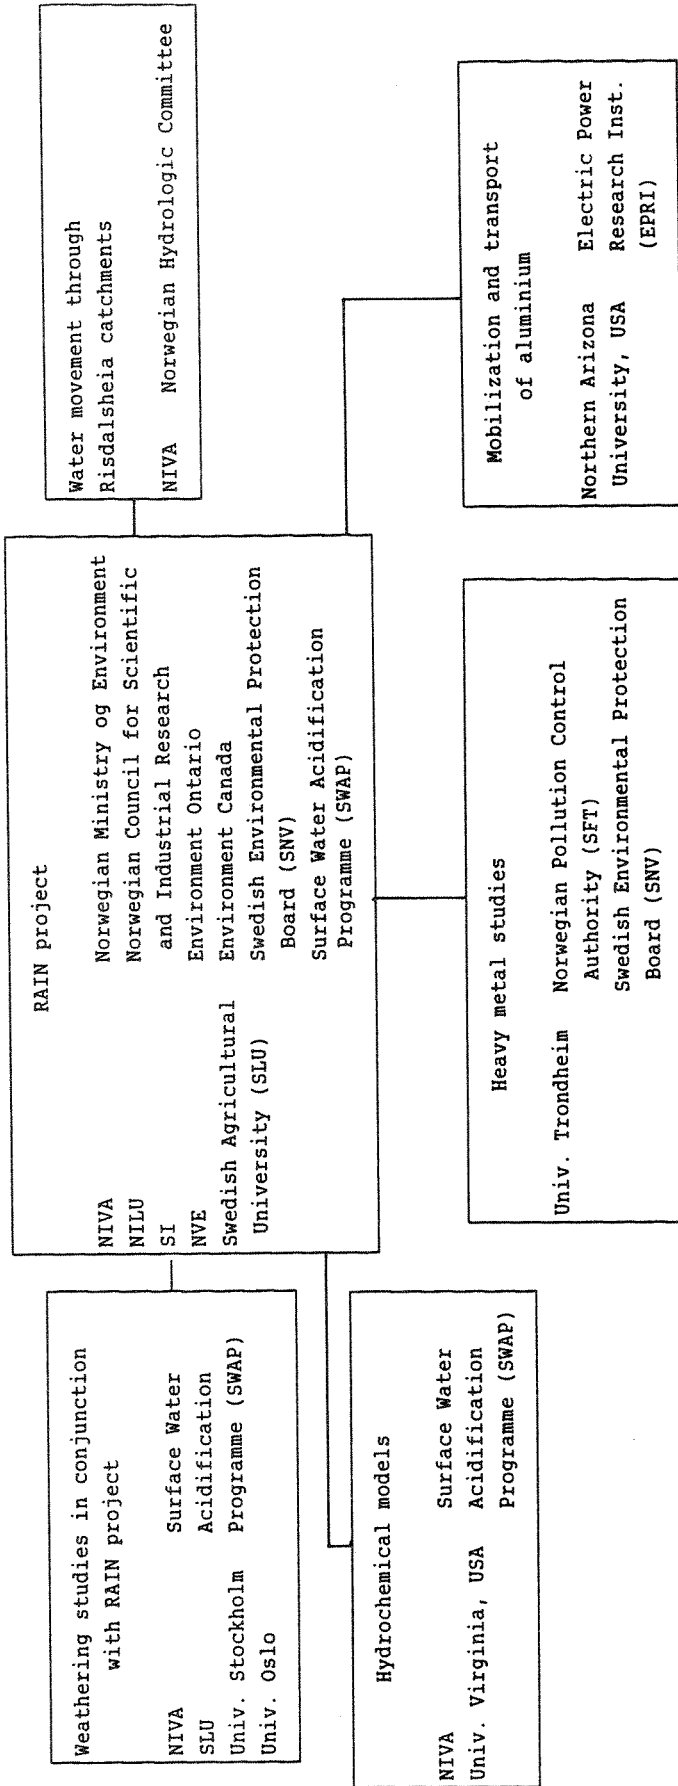 RAIN project
NIVA
NILU
SI
NVE
Swedish Agricultural
University (SLU)
Norwegian Ministry og Environment
Norwegian Council for Scientific
and Industrial Research
Environment Ontario
Environment Canada
Swedish Environmental Protection
Board (SNV)
Surface Water Acidification
Programme (SWAP)
Weathering studies in conjunction
with RAIN project
NIVA
SLU
Univ. Stockholm
Univ. Oslo
Surface Water
Acidification
Programme (SWAP)
Water movement through
Risdalsheia catchments
NIVA Norwegian Hydrologic Committee
Hydrochemical models
NIVA
Univ. Virginia, USA
Surface Water
Acidification
Programme (SWAP)
Heavy metal studies
Univ. Trondheim
Norwegian Pollution Control
Authority (SFT)
Swedish Environmental Protection
Board (SNV)
Mobilization and transport
of aluminium
Northern Arizona
University, USA
Electric Power
Research Inst.
(EPRI)